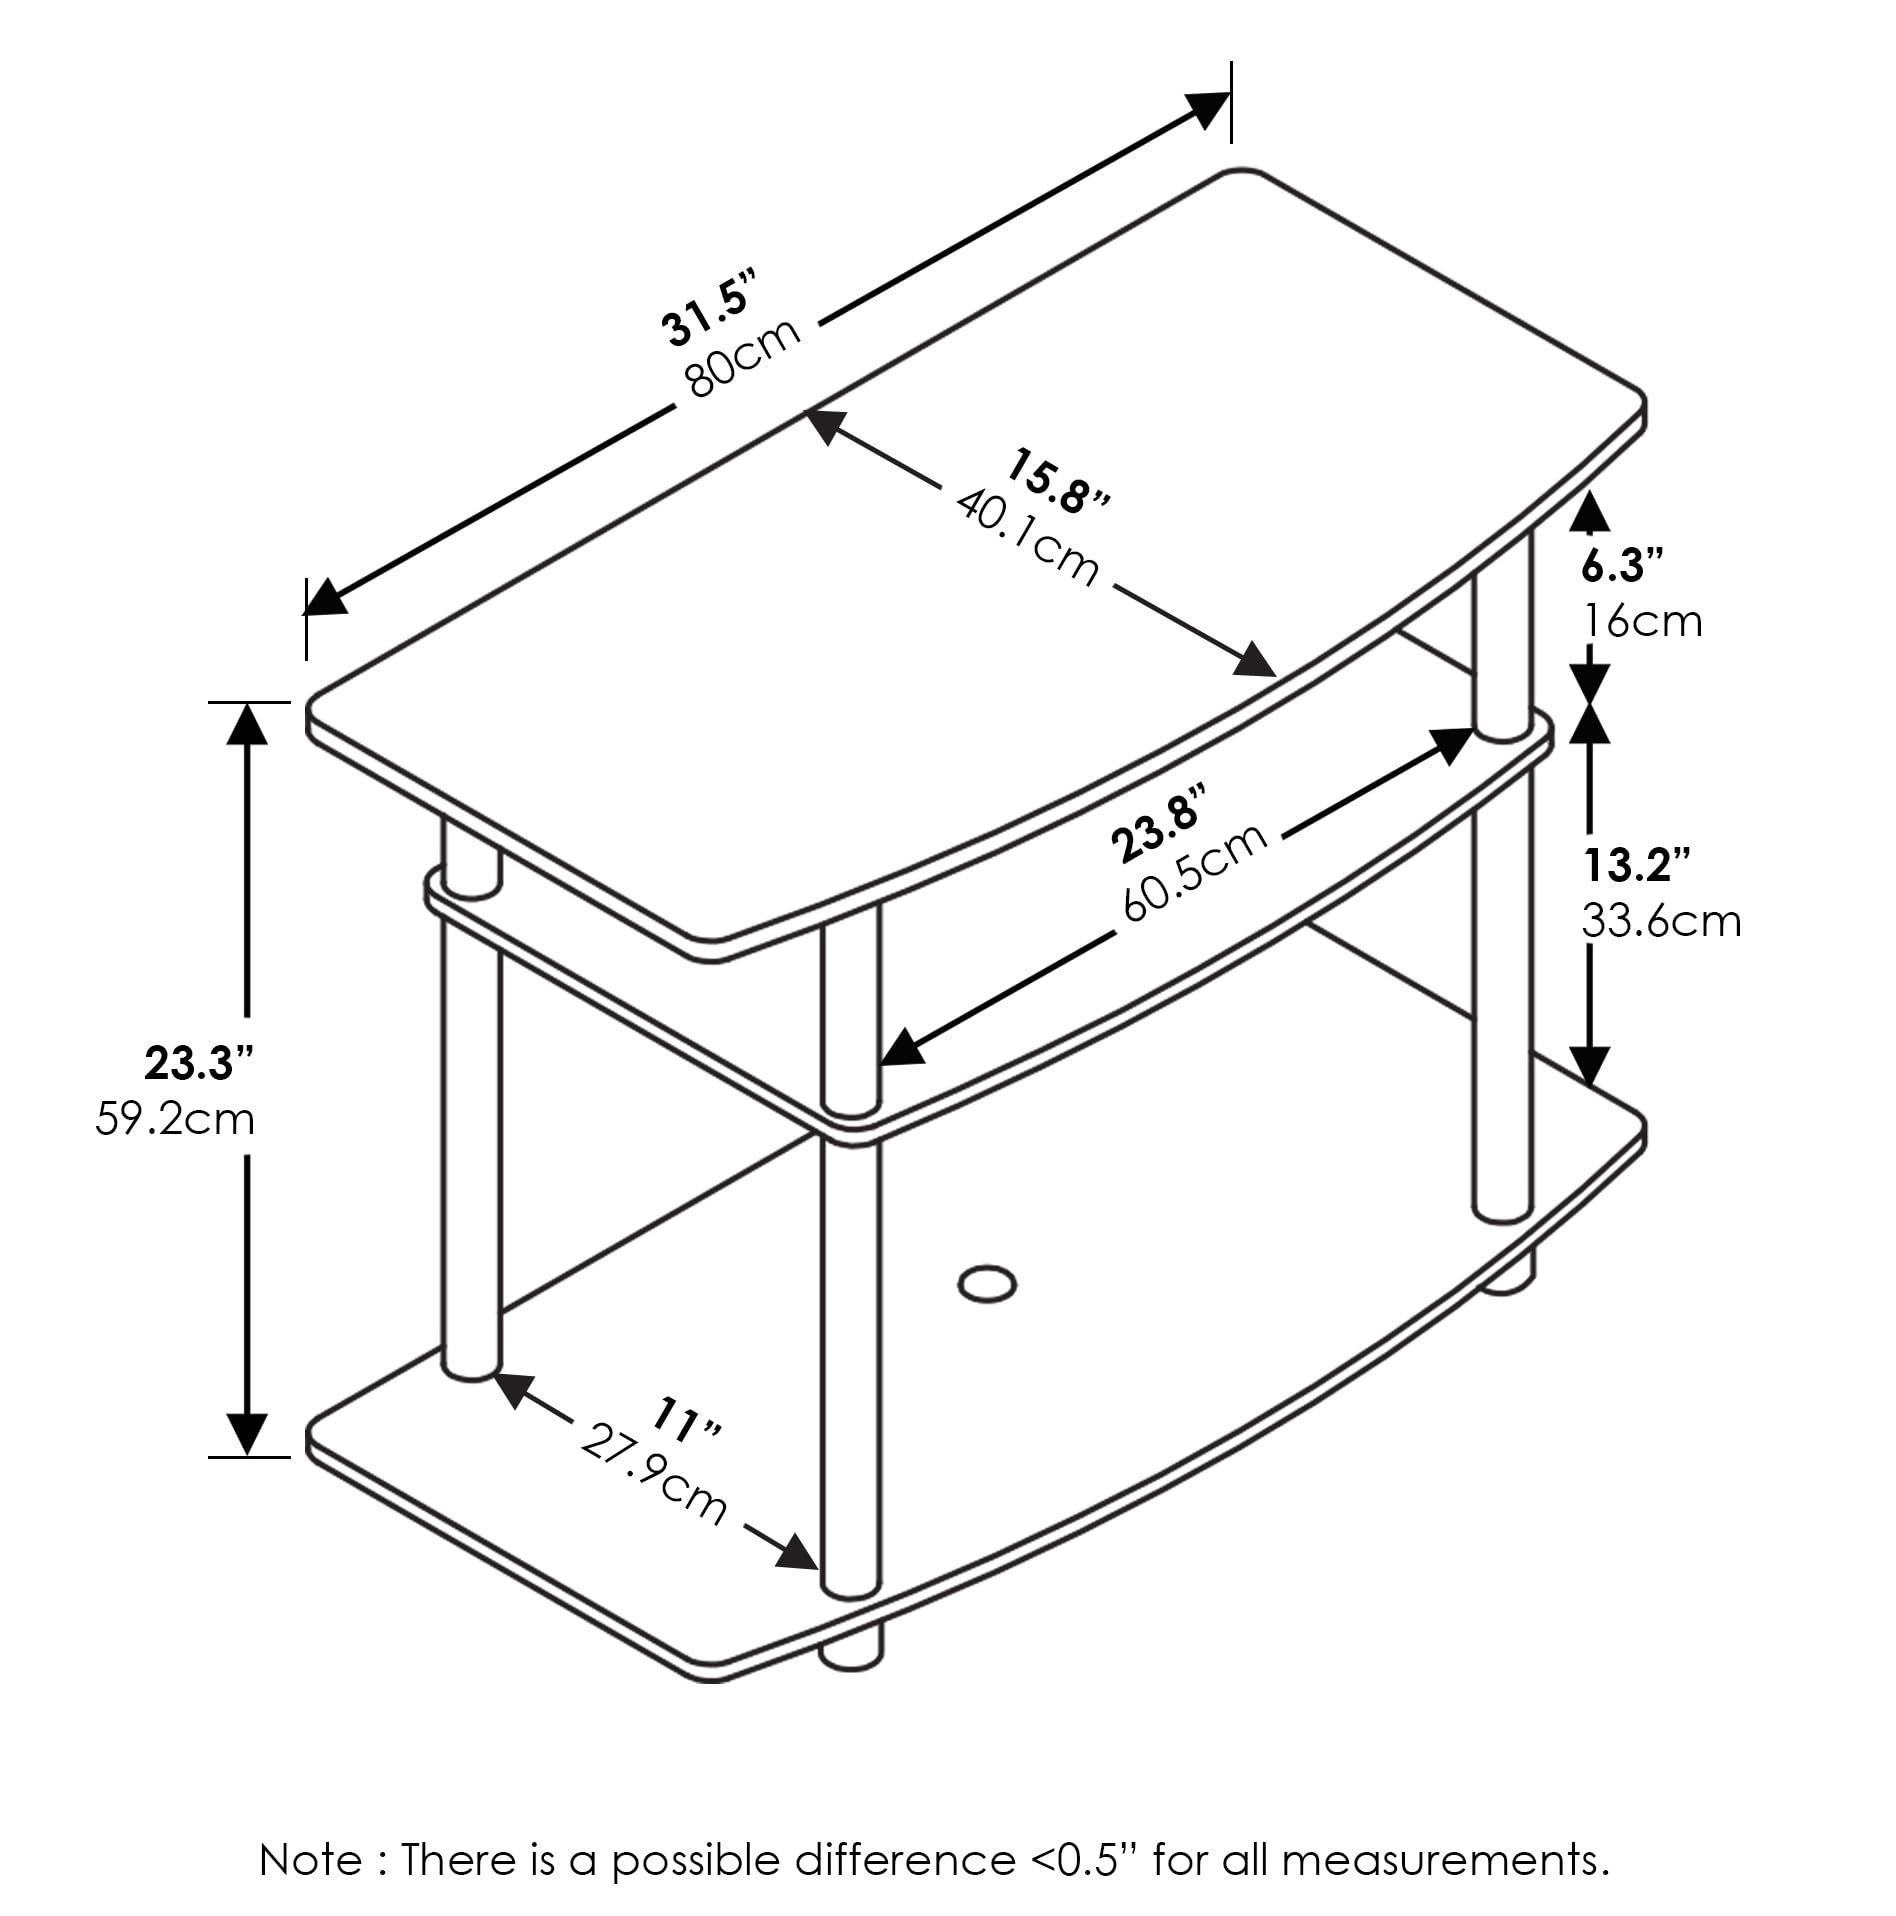 31.5”
80cm
15.8”
40.1cm
6.3”
16cm
23.8”
60.5cm
13.2”
33.6cm
23.3”
59.2cm
11”
27.9cm
Note : There is a possible difference <0.5” for all measurements.